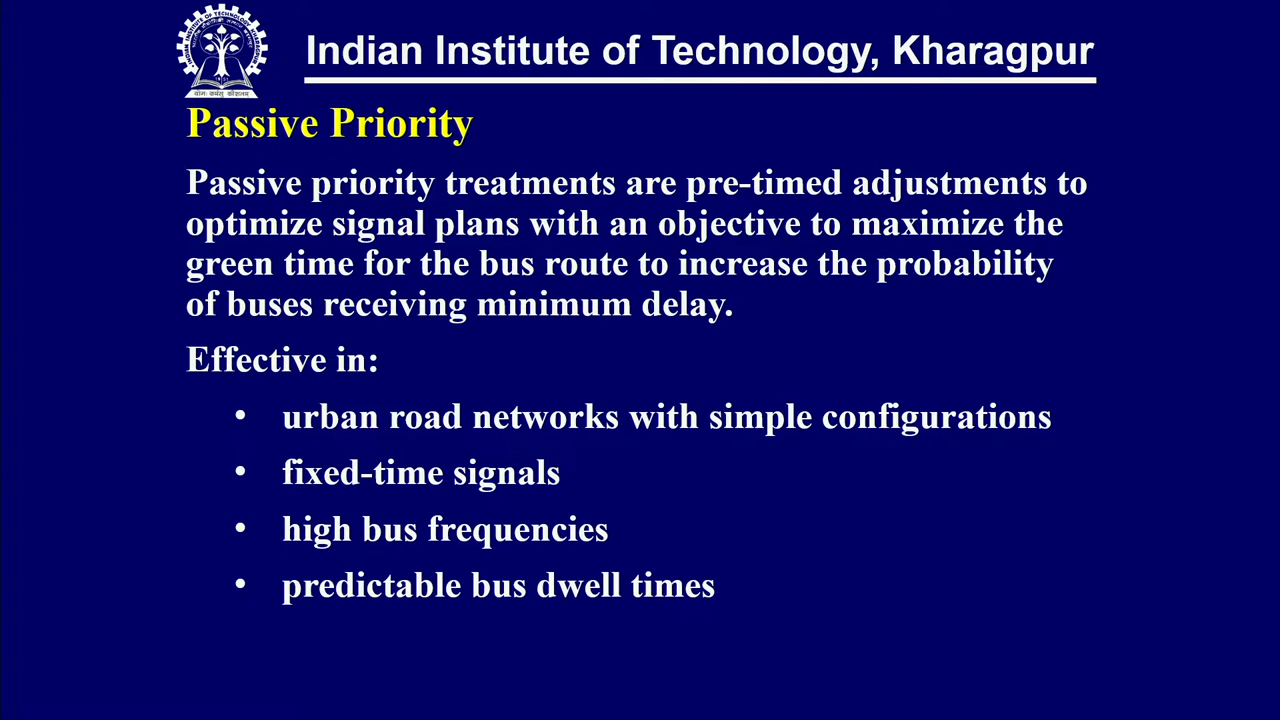 Indian Institute of Technology, Kharagpur
Passive Priority
Passive priority treatments are pre-timed adjustments to
optimize signal plans with an objective to maximize the
green time for the bus route to increase the probability
of buses receiving minimum delay.
Effective in:
• urban road networks with simple configurations
• fixed-time signals
• high bus frequencies
• predictable bus dwell times